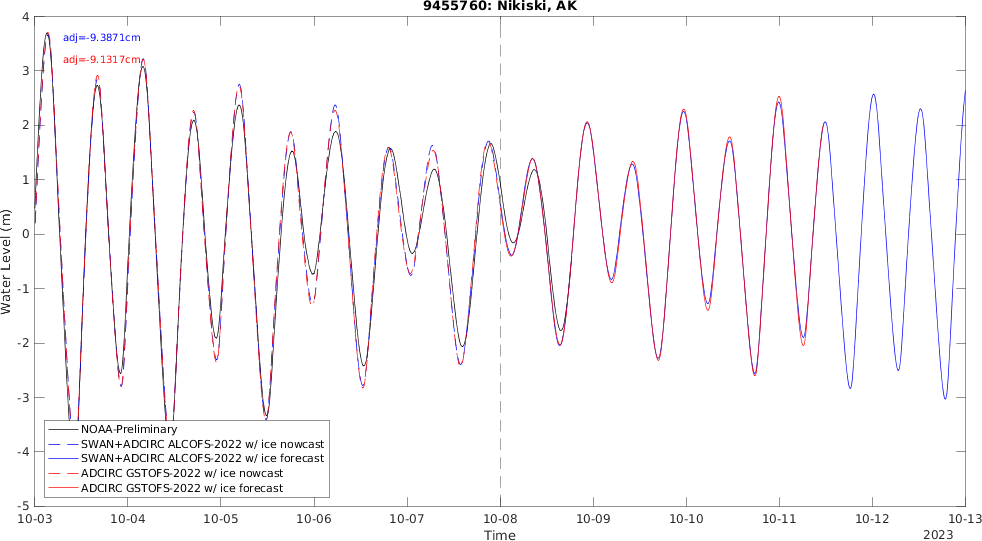 9455760: Nikiski, AK
adj=-9.3871cm
adj=-9.1317cm
Water Level (m)
4
3
2
1
0
-1
-2
-3
-4
-5
NOAA-Preliminary
SWAN+ADCIRC ALCOFS-2022 w/ ice nowcast
SWAN+ADCIRC ALCOFS-2022 w/ ice forecast
ADCIRC GSTOFS-2022 w/ ice nowcast
ADCIRC GSTOFS-2022 w/ ice forecast
10-03 10-04 10-05 10-06 10-07 10-08 10-09 10-10 10-11 10-12 10-13
Time
2023